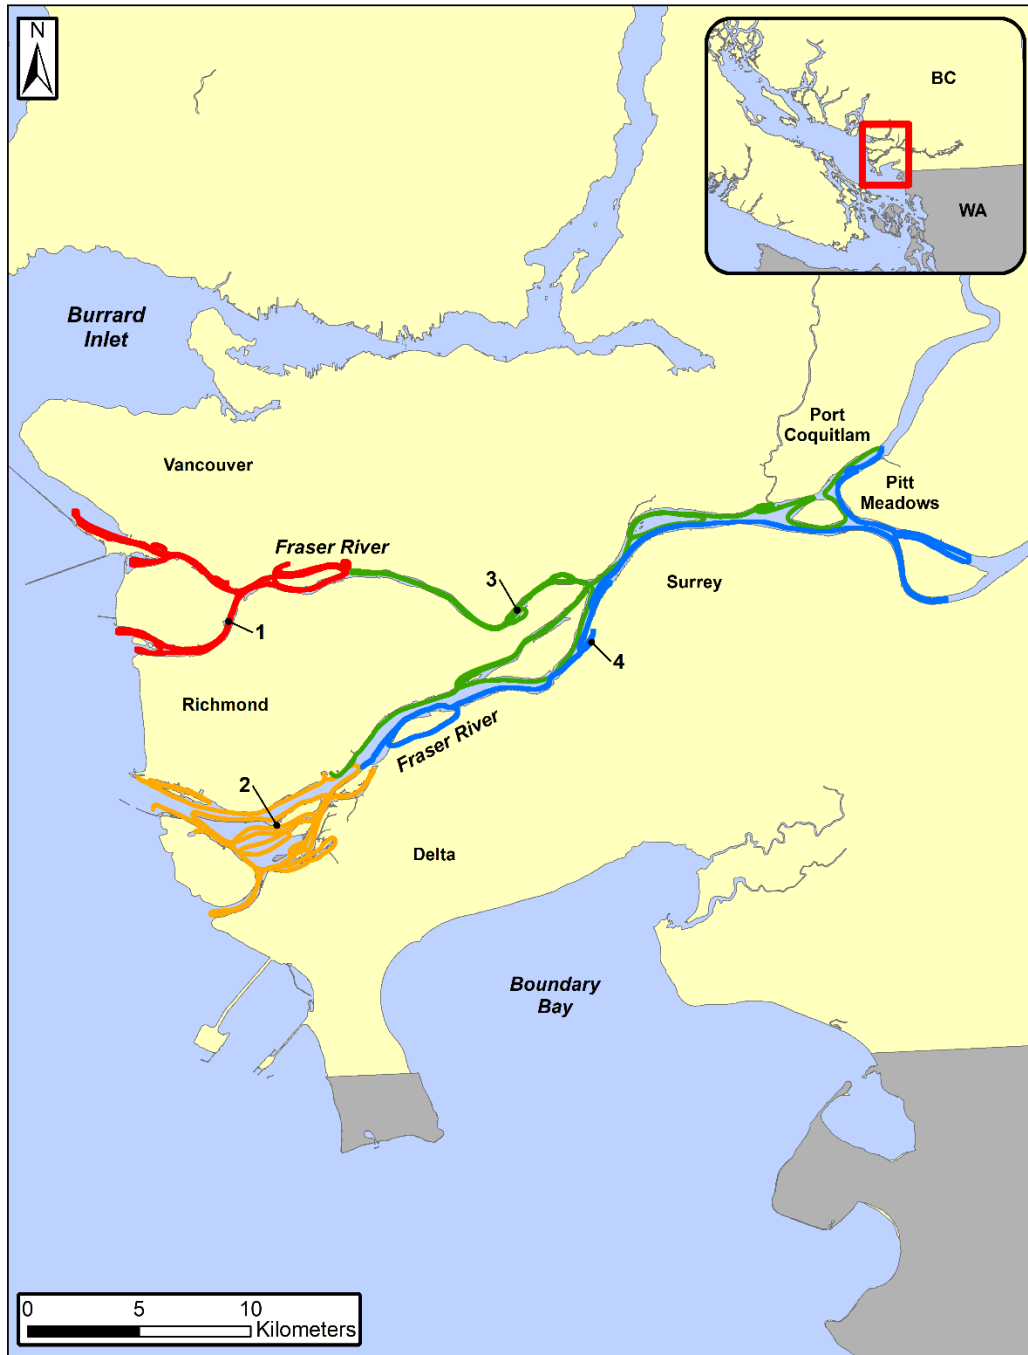 N
BC
WA
Burrard
Inlet
Port
Coquitlam
Vancouver
Pitt
Meadows
Fraser River
3
Surrey
1
4
Richmond
Fraser River
2
Delta
Boundary
Bay
0 5 10
Kilometers